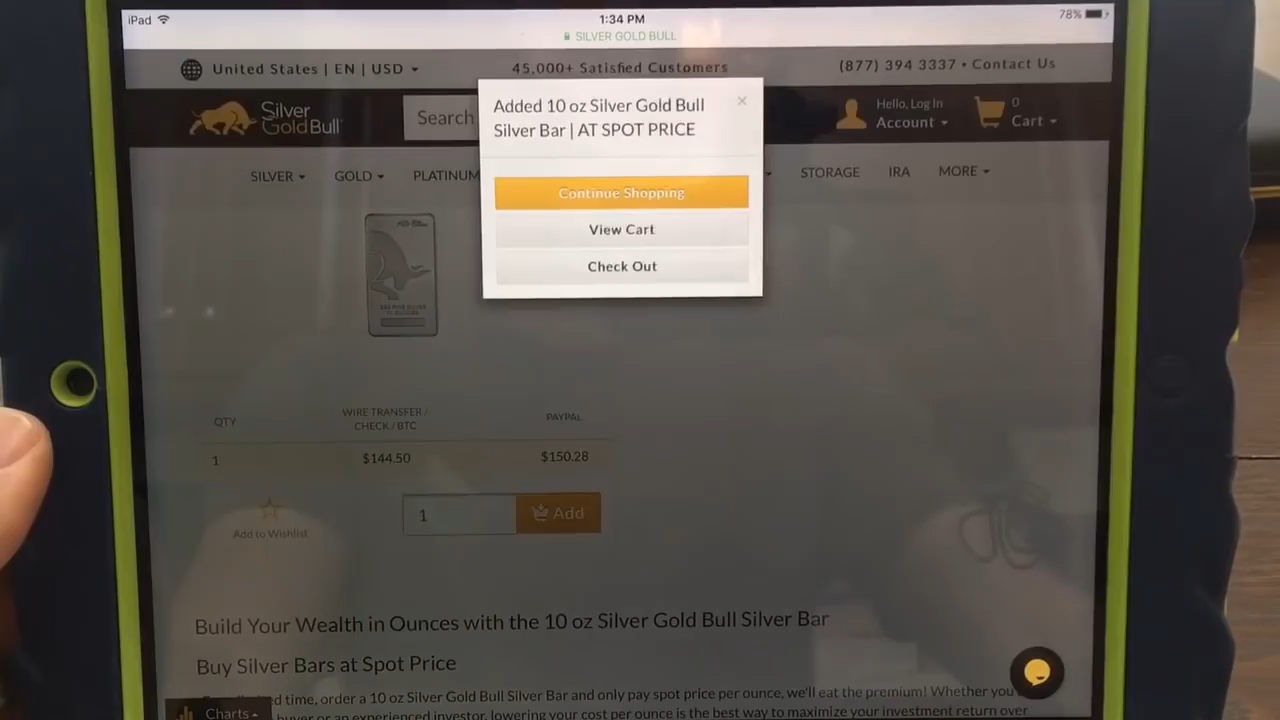 iPad
1:34 PM
78%
SILVER GOLD BULL
United States | EN | USD
45,000+ Satisfied Customers
(877) 394 3337 • Contact Us
Silver
Gold Bull
Search
Added 10 oz Silver Gold Bull
Silver Bar | AT SPOT PRICE
×
Hello, Log In
Account
0
Cart
SILVER
GOLD
PLATINUM
STORAGE
IRA
MORE
Continue Shopping
View Cart
Check Out
QTY
WIRE TRANSFER /
CHECK / BTC
PAYPAL
1
$144.50
$150.28
Add to Wishlist
1
Add
Build Your Wealth in Ounces with the 10 oz Silver Gold Bull Silver Bar
Buy Silver Bars at Spot Price
time, order a 10 oz Silver Gold Bull Silver Bar and only pay spot price per ounce, we'll eat the premium! Whether you
Charts
buyer or an experienced investor, lowering your cost per ounce is the best way to maximize your investment return over